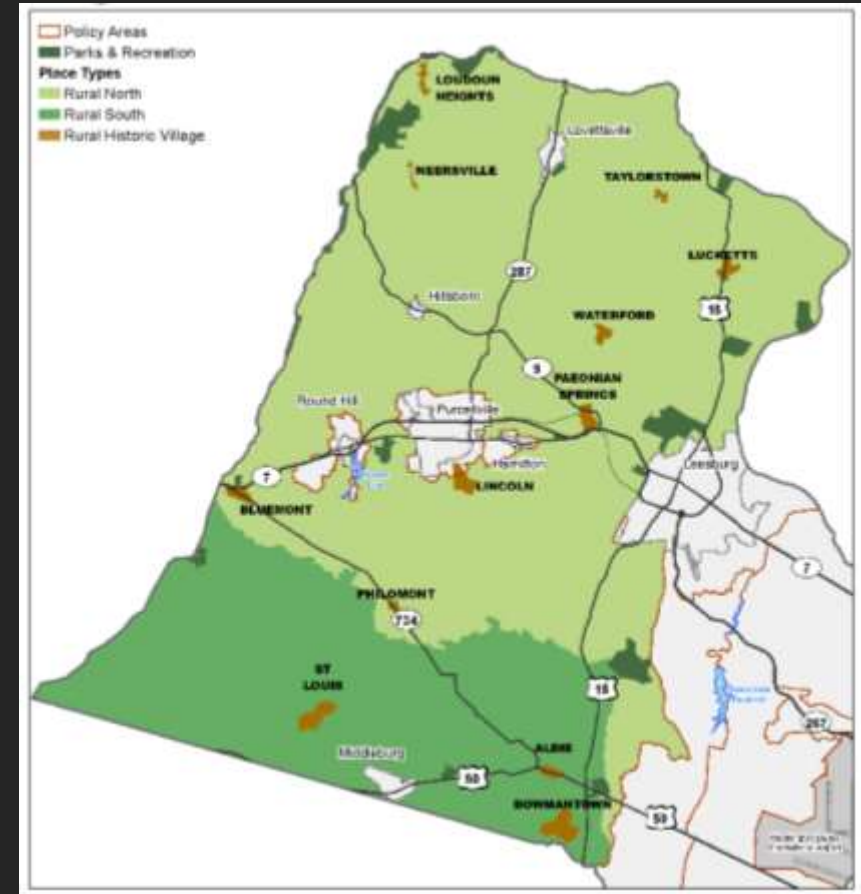 Policy Areas
Parks & Recreation
Place Types
Rural North
Rural South
Rural Historic Village
LOUDOUN
HEIGHTS
Lovettsville
NEERSVILLE
TAYLORSTOWN
LUCKETTS
287
Hillsboro
15
WATERFORD
9
PAEONIAN
SPRINGS
Round Hill
Purcellville
Hamilton
Leesburg
7
LINCOLN
BLUEMONT
7
PHILOMONT
734
ST
LOUIS
15
267
Middleburg
ALDIE
50
BOWMANTOWN
50